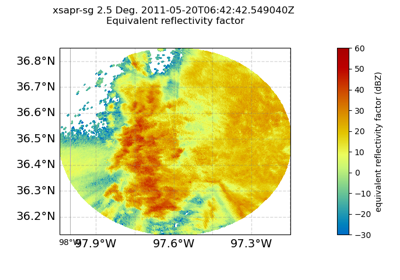 xsapr-sg 2.5 Deg. 2011-05-20T06:42:42.549040Z
Equivalent reflectivity factor
36.8°N
36.7°N
36.6°N
36.5°N
36.4°N
36.3°N
36.2°N
98°W
97.9°W
97.6°W
97.3°W
60
50
40
30
20
10
0
−10
−20
−30
equivalent reflectivity factor (dBZ)